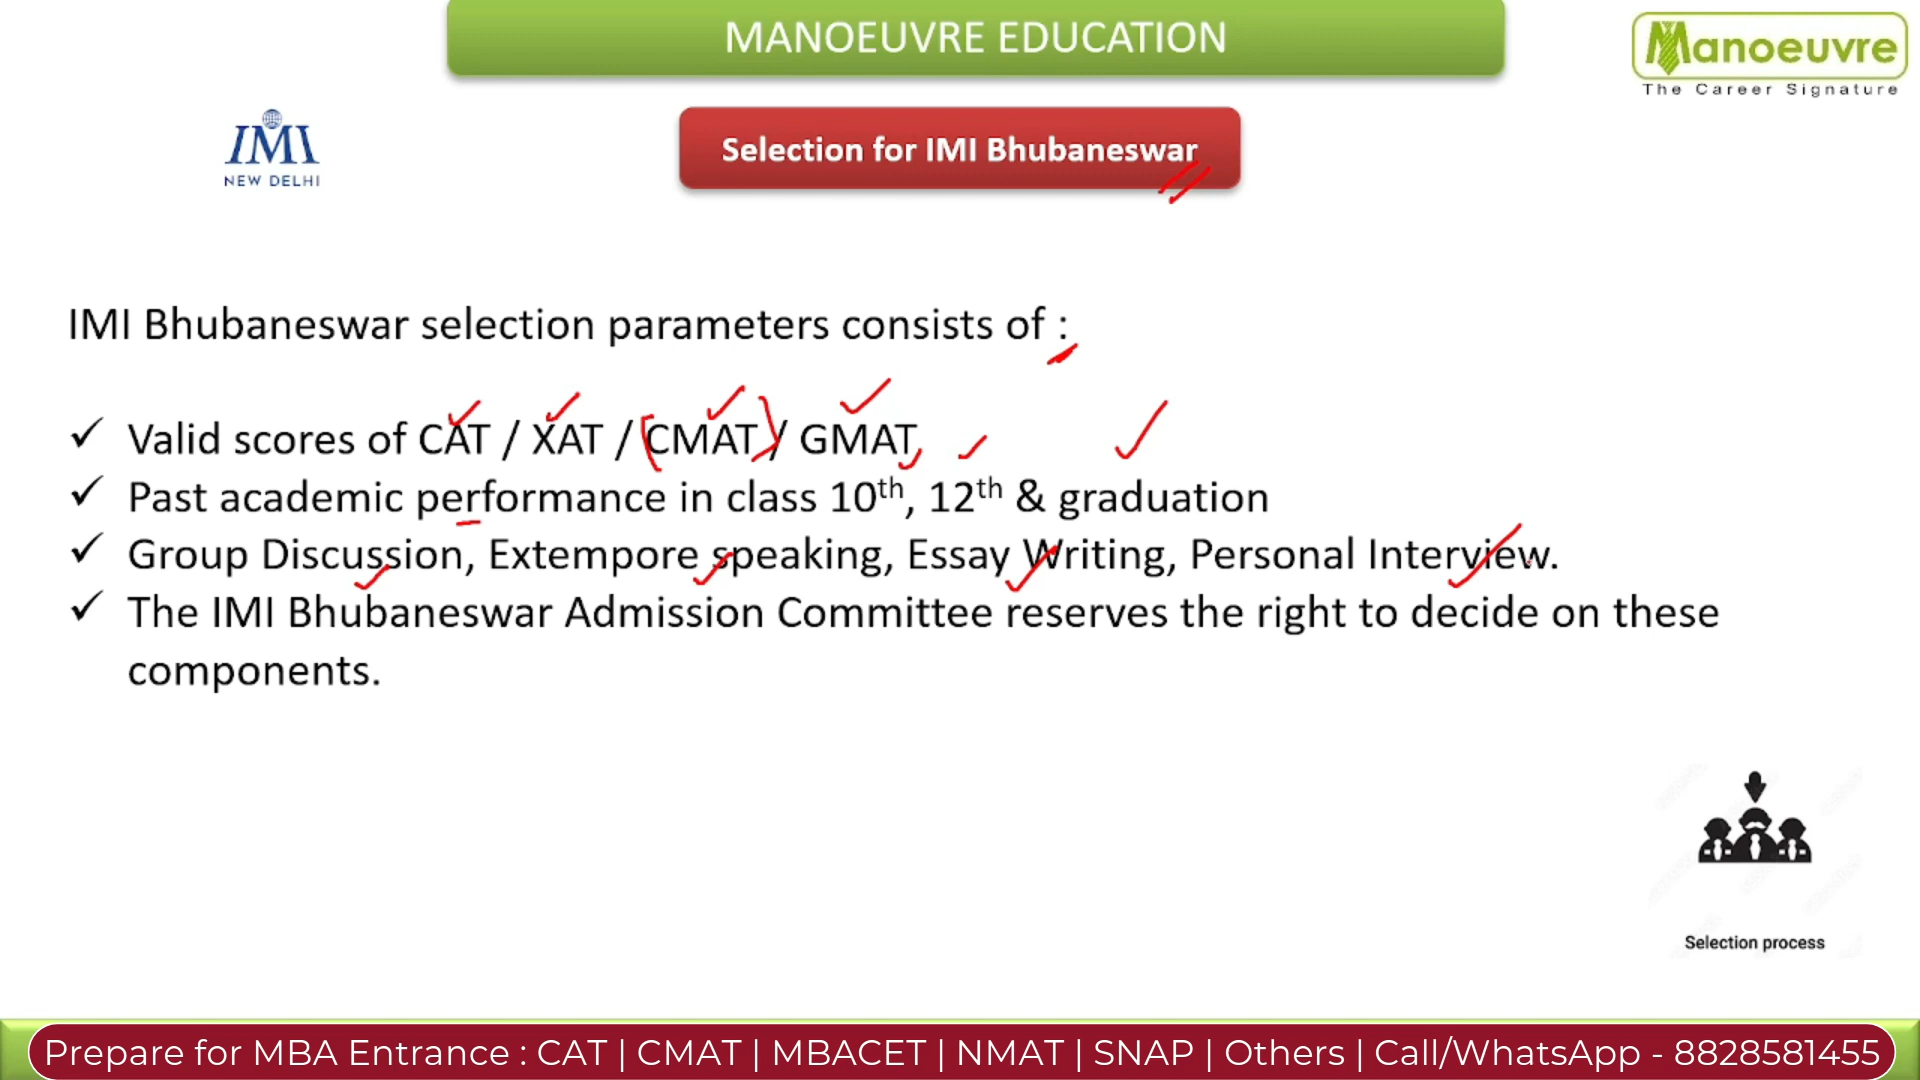 MANOEUVRE EDUCATION
Manoeuvre
The Career Signature
IMI
NEW DELHI
Selection for IMI Bhubaneswar
IMI Bhubaneswar selection parameters consists of :
✓ Valid scores of CAT / XAT / (CMAT) / GMAT
✓ Past academic performance in class 10th, 12th & graduation
✓ Group Discussion, Extempore speaking, Essay Writing, Personal Interview.
✓ The IMI Bhubaneswar Admission Committee reserves the right to decide on these
components.
Selection process
Prepare for MBA Entrance : CAT | CMAT | MBACET | NMAT | SNAP | Others | Call/WhatsApp - 8828581455